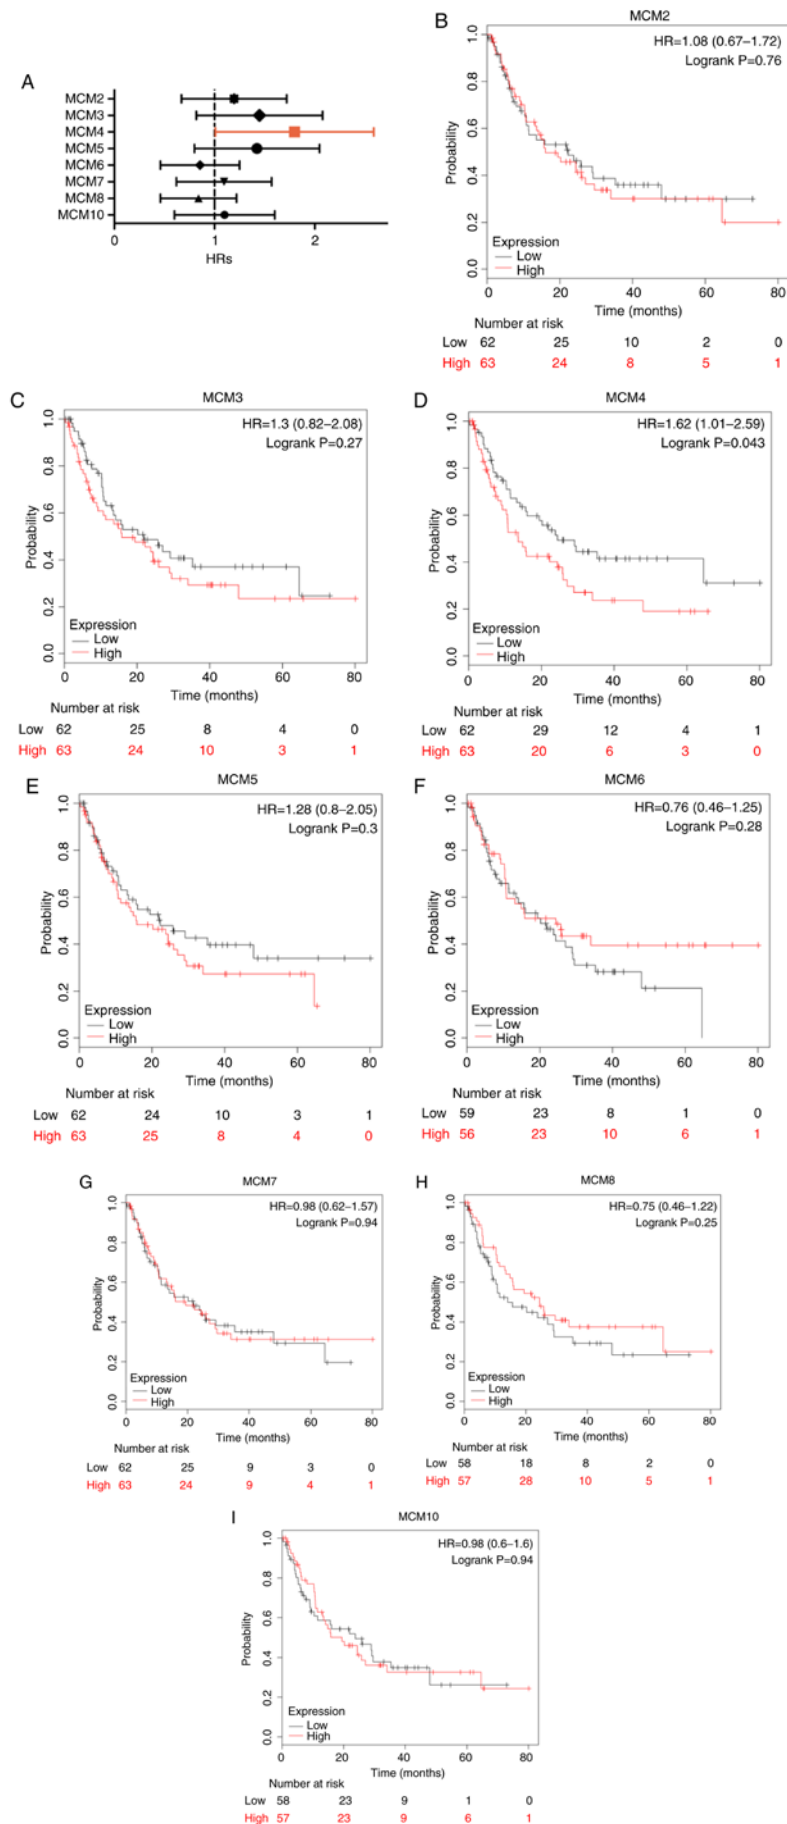 A
MCM2
MCM3
MCM4
MCM5
MCM6
MCM7
MCM8
MCM10
0 1 2
HRs
B
MCM2
HR=1.08 (0.67–1.72)
Logrank P=0.76
Probability
1.0
0.8
0.6
0.4
0.2
0.0
Expression
Low
High
0 20 40 60 80
Time (months)
Number at risk
Low 62 25 10 2 0
High 63 24 8 5 1
C
MCM3
HR=1.3 (0.82–2.08)
Logrank P=0.27
Probability
1.0
0.8
0.6
0.4
0.2
0.0
Expression
Low
High
0 20 40 60 80
Time (months)
Number at risk
Low 62 25 8 4 0
High 63 24 10 3 1
D
MCM4
HR=1.62 (1.01–2.59)
Logrank P=0.043
Probability
1.0
0.8
0.6
0.4
0.2
0.0
Expression
Low
High
0 20 40 60 80
Time (months)
Number at risk
Low 62 29 12 4 1
High 63 20 6 3 0
E
MCM5
HR=1.28 (0.8–2.05)
Logrank P=0.3
Probability
1.0
0.8
0.6
0.4
0.2
0.0
Expression
Low
High
0 20 40 60 80
Time (months)
Number at risk
Low 62 24 10 3 1
High 63 25 8 4 0
F
MCM6
HR=0.76 (0.46–1.25)
Logrank P=0.28
Probability
1.0
0.8
0.6
0.4
0.2
0.0
Expression
Low
High
0 20 40 60 80
Time (months)
Number at risk
Low 59 23 8 1 0
High 56 23 10 6 1
G
MCM7
HR=0.98 (0.62–1.57)
Logrank P=0.94
Probability
1.0
0.8
0.6
0.4
0.2
0.0
Expression
Low
High
0 20 40 60 80
Time (months)
Number at risk
Low 62 25 9 3 0
High 63 24 9 4 1
H
MCM8
HR=0.75 (0.46–1.22)
Logrank P=0.25
Probability
1.0
0.8
0.6
0.4
0.2
0.0
Expression
Low
High
0 20 40 60 80
Time (months)
Number at risk
Low 58 18 8 2 0
High 57 28 10 5 1
I
MCM10
HR=0.98 (0.6–1.6)
Logrank P=0.94
Probability
1.0
0.8
0.6
0.4
0.2
0.0
Expression
Low
High
0 20 40 60 80
Time (months)
Number at risk
Low 58 23 9 1 0
High 57 23 9 6 1